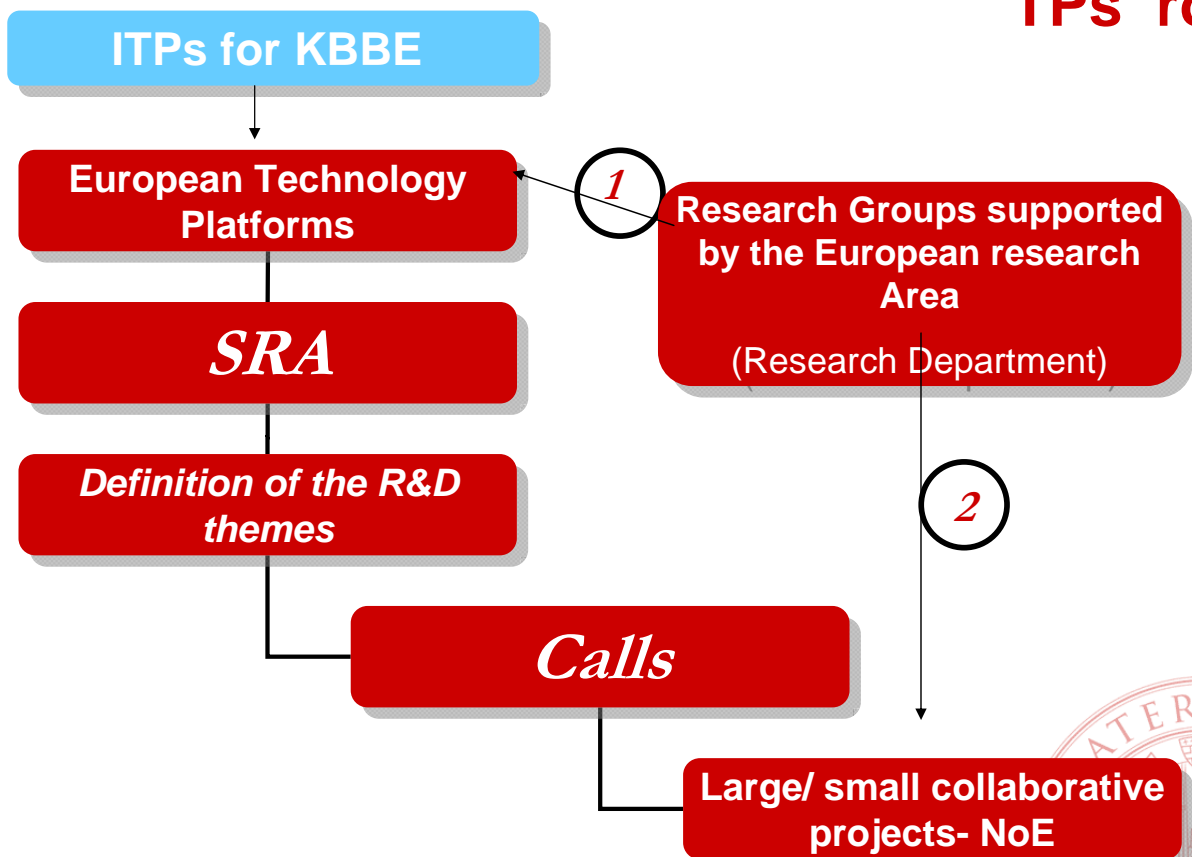 TPs
ITPs for KBBE
European Technology
Platforms
1
Research Groups supported
by the European research
Area
(Research Department)
SRA
Definition of the R&D
themes
2
Calls
Large/ small collaborative
projects- NoE